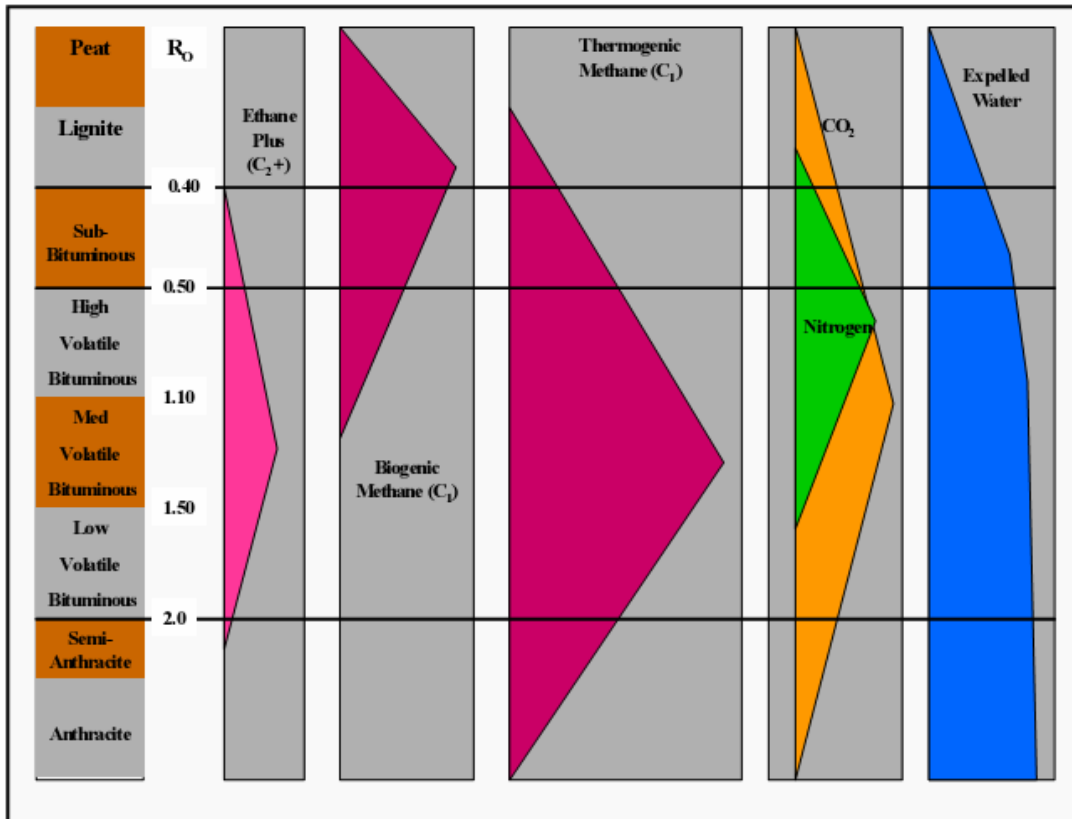 Peat
Lignite
Sub-
Bituminous
High
Volatile
Bituminous
Med
Volatile
Bituminous
Low
Volatile
Bituminous
Semi-
Anthracite
Anthracite
R_O
0.40
0.50
1.10
1.50
2.0
Ethane
Plus
(C₂+)
Biogenic
Methane (C₁)
Thermogenic
Methane (C₁)
CO₂
Nitrogen
Expelled
Water